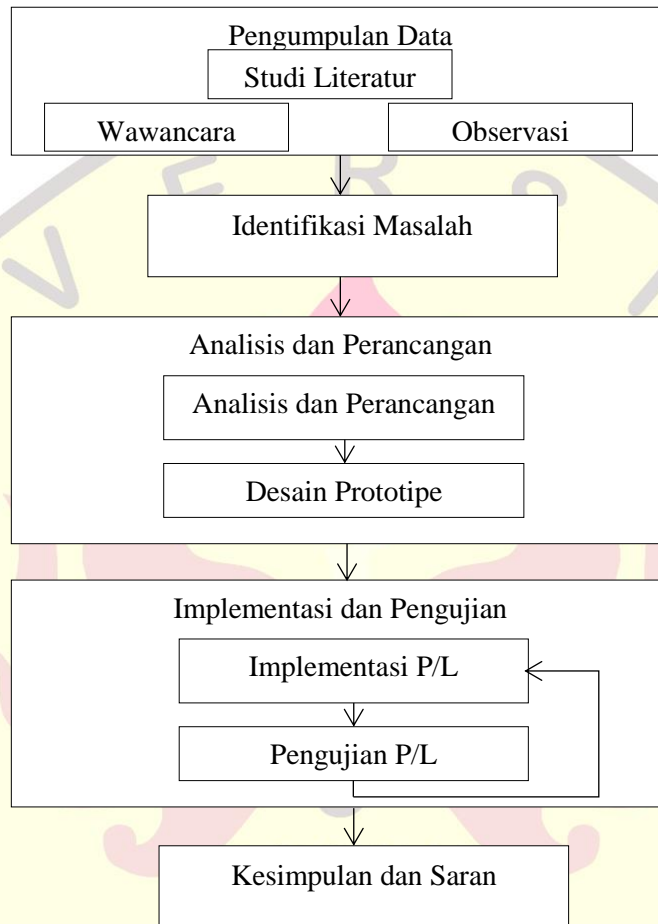 Pengumpulan Data
Studi Literatur
Wawancara
Observasi
V E R S I
Identifikasi Masalah
Analisis dan Perancangan
Analisis dan Perancangan
Desain Prototipe
Implementasi dan Pengujian
Implementasi P/L
Pengujian P/L
Kesimpulan dan Saran